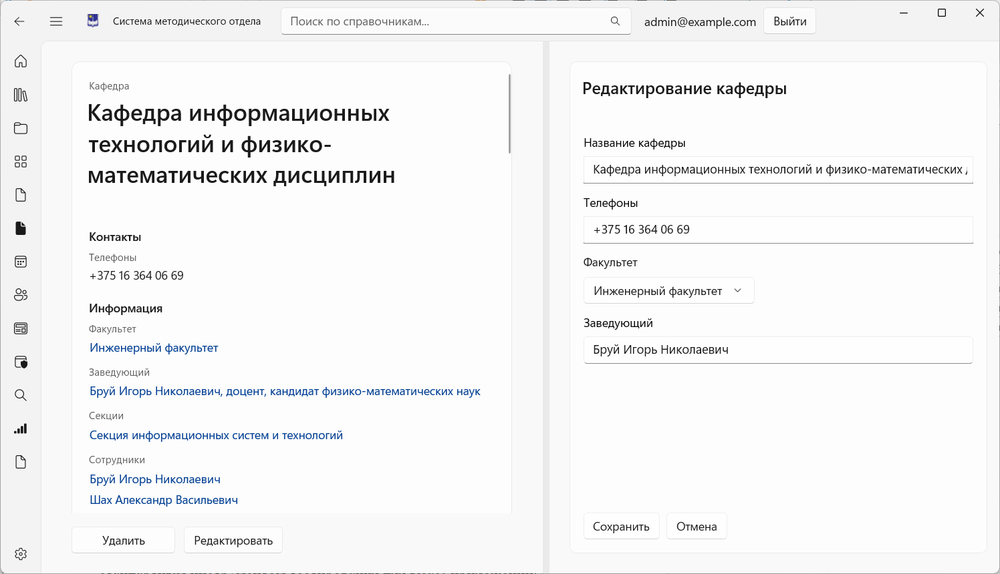 Система методического отдела
Поиск по справочникам...
admin@example.com
Выйти
Кафедра
Кафедра информационных
технологий и физико-
математических дисциплин
Контакты
Телефоны
+375 16 364 06 69
Информация
Факультет
Инженерный факультет
Заведующий
Бруй Игорь Николаевич, доцент, кандидат физико-математических наук
Секции
Секция информационных систем и технологий
Сотрудники
Бруй Игорь Николаевич
Шах Александр Васильевич
Удалить
Редактировать
Редактирование кафедры
Название кафедры
Кафедра информационных технологий и физико-математических
Телефоны
+375 16 364 06 69
Факультет
Инженерный факультет
Заведующий
Бруй Игорь Николаевич
Сохранить
Отмена